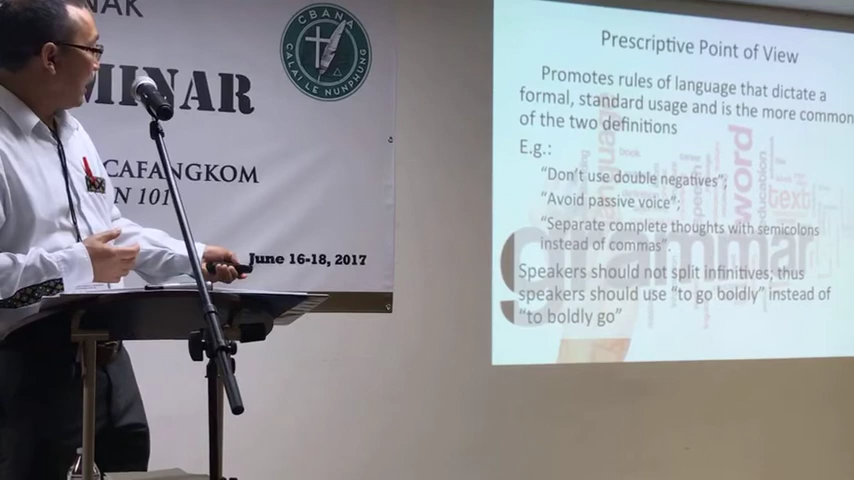 NAK
MINAR
CBANA
CALAI LE NUNPHUNG
CAFANGKOM
N 101
June 16-18, 2017
Prescriptive Point of View
Promotes rules of language that dictate a
formal, standard usage and is the more common
of the two definitions
E.g.:
"Don't use double negatives";
"Avoid passive voice";
"Separate complete thoughts with semicolons
instead of commas".
Speakers should not split infinitives; thus
speakers should use "to go boldly" instead of
"to boldly go"
grammar
word
text
language
speech
education
book